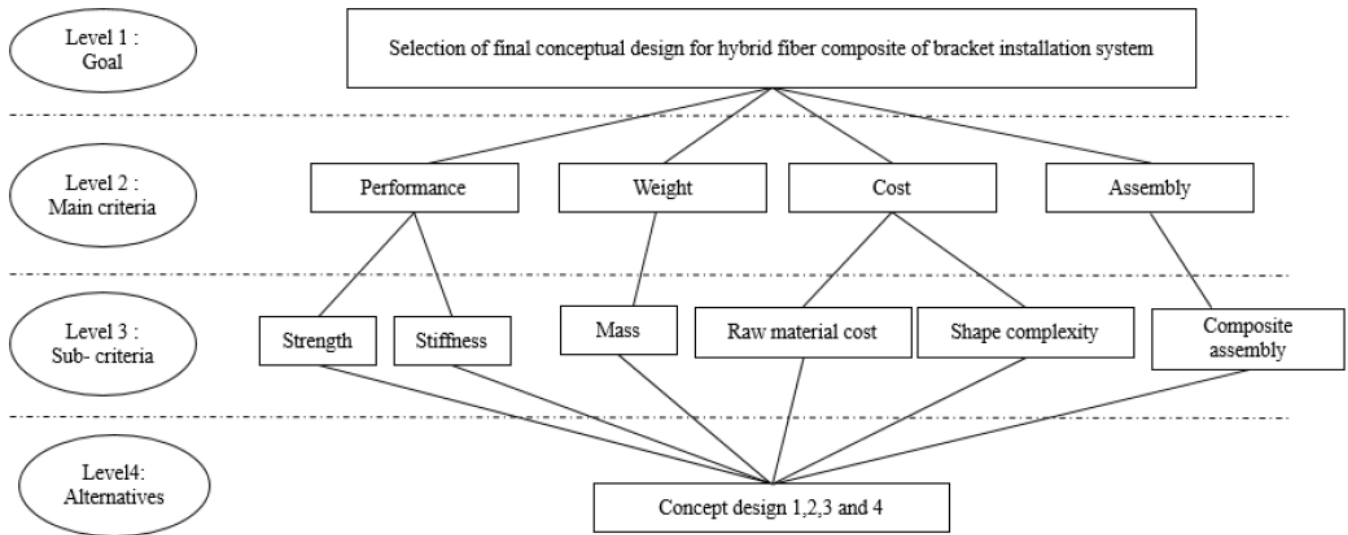 Level 1 :
Goal
Selection of final conceptual design for hybrid fiber composite of bracket installation system
Level 2 :
Main criteria
Performance
Weight
Cost
Assembly
Level 3 :
Sub- criteria
Strength
Stiffness
Mass
Raw material cost
Shape complexity
Composite
assembly
Level4:
Alternatives
Concept design 1,2,3 and 4